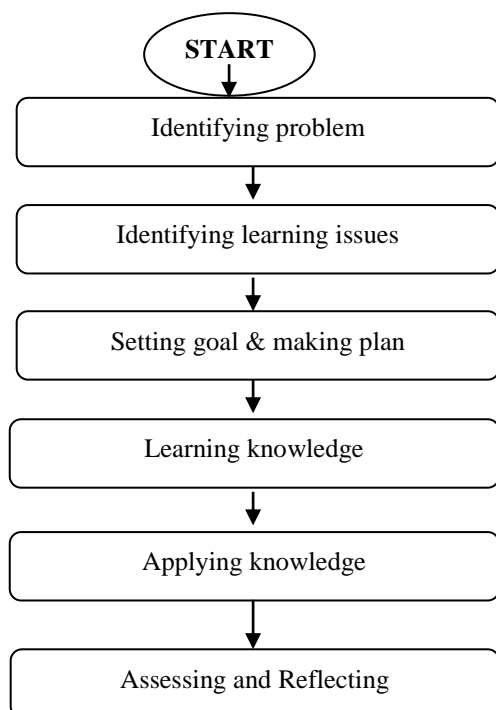 START
Identifying problem
Identifying learning issues
Setting goal & making plan
Learning knowledge
Applying knowledge
Assessing and Reflecting